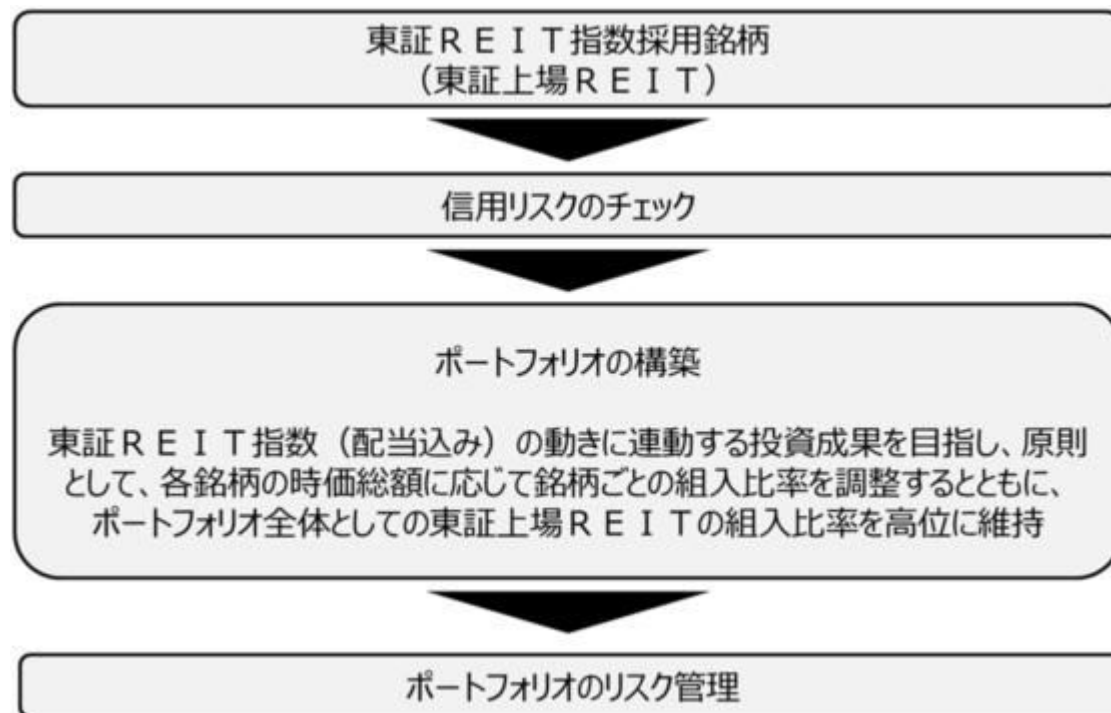 東証ＲＥＩＴ指数採用銘柄
（東証上場ＲＥＩＴ）
信用リスクのチェック
ポートフォリオの構築
東証ＲＥＩＴ指数（配当込み）の動きに連動する投資成果を目指し、原則
として、各銘柄の時価総額に応じて銘柄ごとの組入比率を調整するとともに、
ポートフォリオ全体としての東証上場ＲＥＩＴの組入比率を高位に維持
ポートフォリオのリスク管理